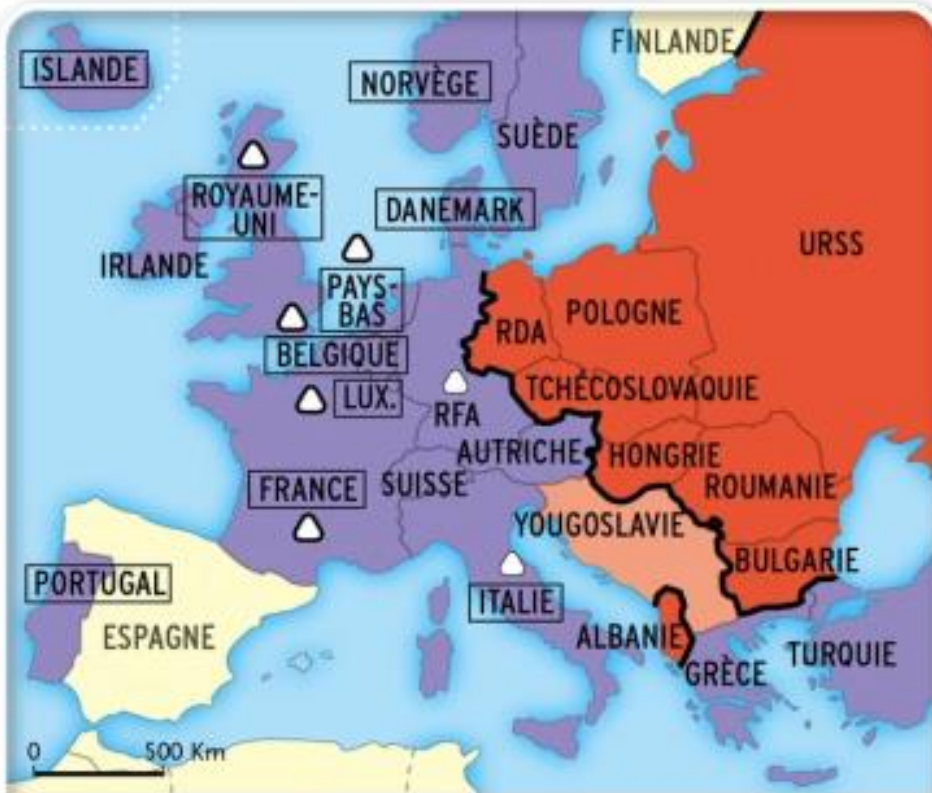 FINLANDE
ISLANDE
NORVÈGE
SUÈDE
ROYAUME-
UNI
DANEMARK
IRLANDE
URSS
PAYS-
BAS
POLOGNE
RDA
BELGIQUE
TCHÉCOSLOVAQUIE
LUX.
RFA
AUTRICHE
HONGRIE
FRANCE
SUISSE
ROUMANIE
YOUGOSLAVIE
BULGARIE
PORTUGAL
ITALIE
ESPAGNE
ALBANIE
TURQUIE
GRÈCE
0 500 Km